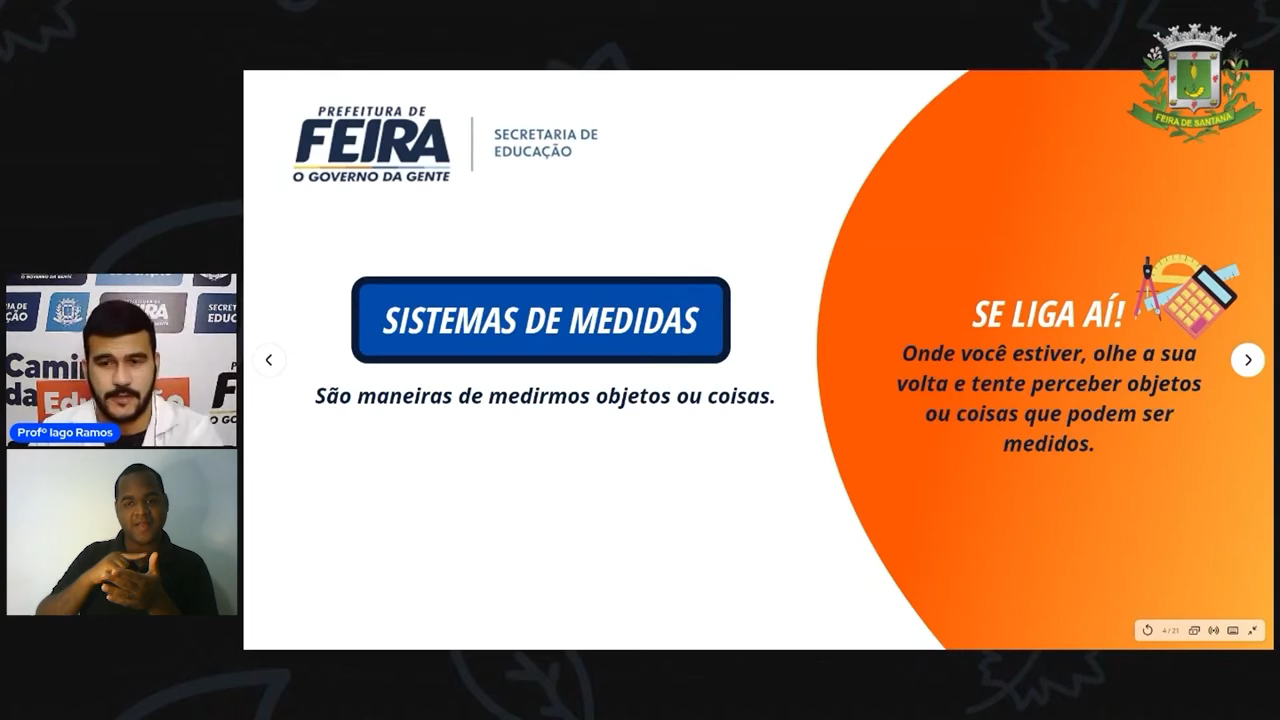 PREFEITURA DE
FEIRA
O GOVERNO DA GENTE
SECRETARIA DE
EDUCAÇÃO
FEIRA DE SANTANA
SISTEMAS DE MEDIDAS
São maneiras de medirmos objetos ou coisas.
SE LIGA AÍ!
Onde você estiver, olhe a sua
volta e tente perceber objetos
ou coisas que podem ser
medidos.
Profº Iago Ramos
4 / 21